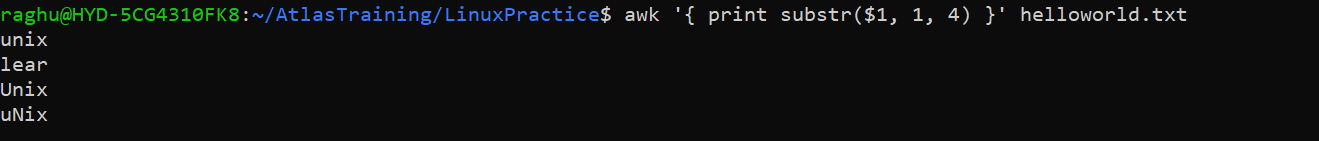 raghu@HYD-5CG4310FK8:~/AtlasTraining/LinuxPractice$ awk '{ print substr($1, 1, 4) }' helloworld.txt
unix
lear
Unix
uNix